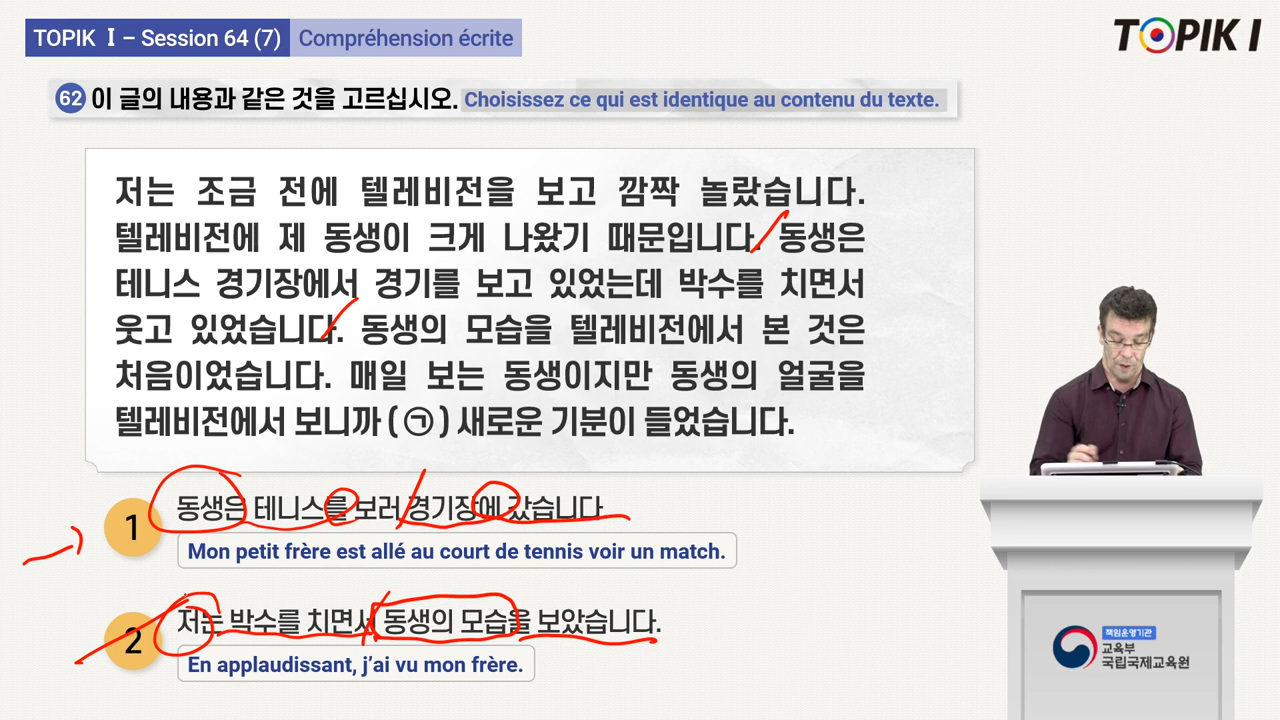 TOPIK Ⅰ – Session 64 (7) Compréhension écrite
TOPIK I
62 이 글의 내용과 같은 것을 고르십시오. Choisissez ce qui est identique au contenu du texte.
저는 조금 전에 텔레비전을 보고 깜짝 놀랐습니다.
텔레비전에 제 동생이 크게 나왔기 때문입니다. 동생은
테니스 경기장에서 경기를 보고 있었는데 박수를 치면서
웃고 있었습니다. 동생의 모습을 텔레비전에서 본 것은
처음이었습니다. 매일 보는 동생이지만 동생의 얼굴을
텔레비전에서 보니까 ( ㉠ ) 새로운 기분이 들었습니다.
1 동생은 테니스를 보러 경기장에 갔습니다
Mon petit frère est allé au court de tennis voir un match.
2 저는 박수를 치면서 동생의 모습을 보았습니다.
En applaudissant, j’ai vu mon frère.
책임운영기관
교육부
국립국제교육원